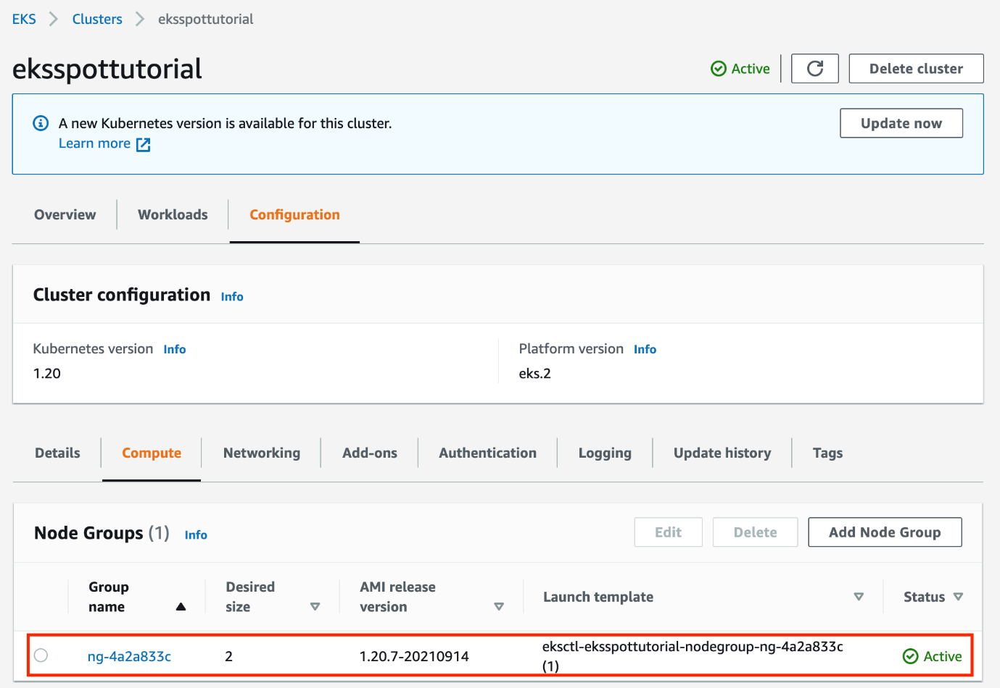 EKS > Clusters > eksspottutorial
eksspottutorial
Active
Delete cluster
A new Kubernetes version is available for this cluster.
Learn more
Update now
Overview
Workloads
Configuration
Cluster configuration Info
Kubernetes version Info
1.20
Platform version Info
eks.2
Details
Compute
Networking
Add-ons
Authentication
Logging
Update history
Tags
Node Groups (1) Info
Edit
Delete
Add Node Group
Group
name
Desired
size
AMI release
version
Launch template
Status
ng-4a2a833c
2
1.20.7-20210914
eksctl-eksspottutorial-nodegroup-ng-4a2a833c
(1)
Active